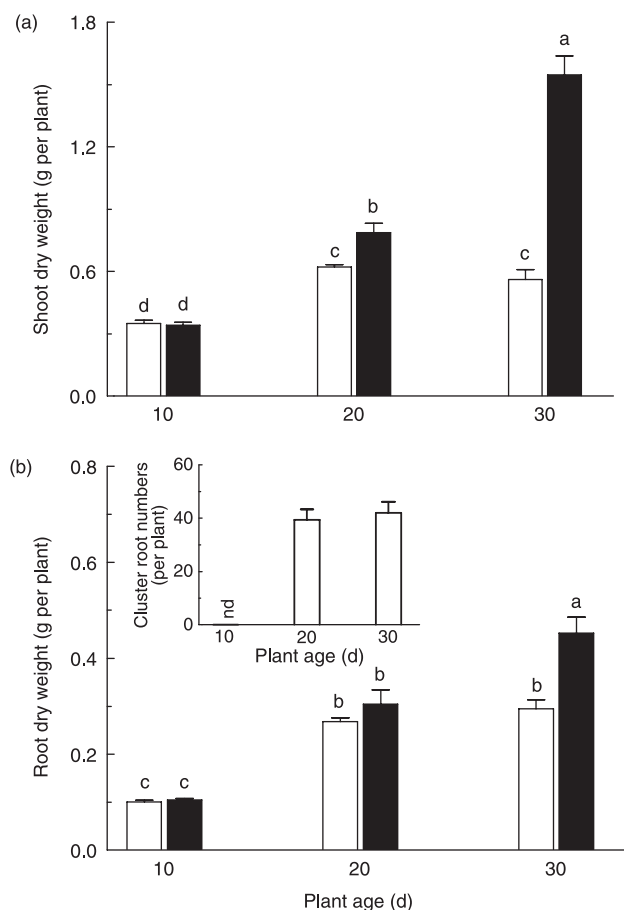 (a)
Shoot dry weight (g per plant)
1.8
1.2
0.6
0.0
d d
c b
c a
10 20 30
(b)
Root dry weight (g per plant)
0.8
0.6
0.4
0.2
0.0
Cluster root numbers
(per plant)
60
40
20
0
nd
10 20 30
Plant age (d)
c c
b b
b a
10 20 30
Plant age (d)